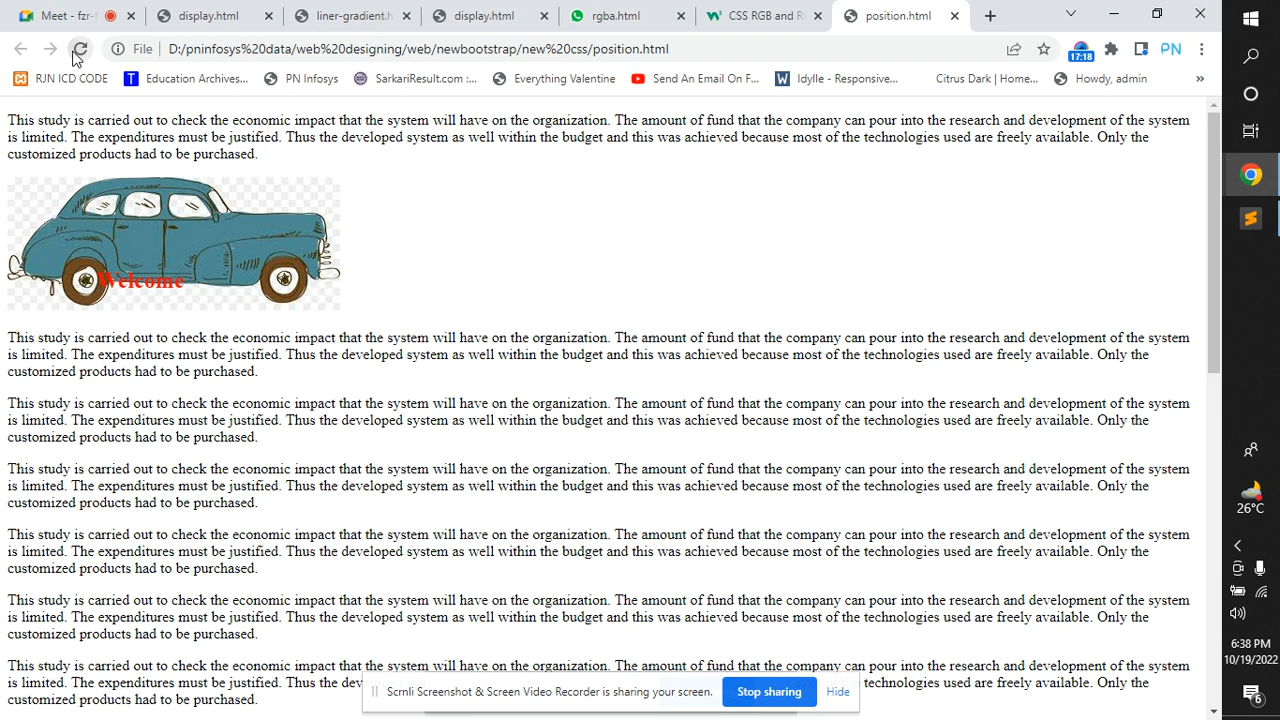 Meet - fzr-t
display.html
liner-gradient.h
display.html
rgba.html
CSS RGB and R
position.html
File
D:/pninfosys%20data/web%20designing/web/newbootstrap/new%20css/position.html
17:18
PN
RJN ICD CODE
Education Archives...
PN Infosys
SarkariResult.com :...
Everything Valentine
Send An Email On F...
Idylle - Responsive...
Citrus Dark | Home...
Howdy, admin
»
This study is carried out to check the economic impact that the system will have on the organization. The amount of fund that the company can pour into the research and development of the system
is limited. The expenditures must be justified. Thus the developed system as well within the budget and this was achieved because most of the technologies used are freely available. Only the
customized products had to be purchased.
Welcome
This study is carried out to check the economic impact that the system will have on the organization. The amount of fund that the company can pour into the research and development of the system
is limited. The expenditures must be justified. Thus the developed system as well within the budget and this was achieved because most of the technologies used are freely available. Only the
customized products had to be purchased.
This study is carried out to check the economic impact that the system will have on the organization. The amount of fund that the company can pour into the research and development of the system
is limited. The expenditures must be justified. Thus the developed system as well within the budget and this was achieved because most of the technologies used are freely available. Only the
customized products had to be purchased.
This study is carried out to check the economic impact that the system will have on the organization. The amount of fund that the company can pour into the research and development of the system
is limited. The expenditures must be justified. Thus the developed system as well within the budget and this was achieved because most of the technologies used are freely available. Only the
customized products had to be purchased.
This study is carried out to check the economic impact that the system will have on the organization. The amount of fund that the company can pour into the research and development of the system
is limited. The expenditures must be justified. Thus the developed system as well within the budget and this was achieved because most of the technologies used are freely available. Only the
customized products had to be purchased.
This study is carried out to check the economic impact that the system will have on the organization. The amount of fund that the company can pour into the research and development of the system
is limited. The expenditures must be justified. Thus the developed system as well within the budget and this was achieved because most of the technologies used are freely available. Only the
customized products had to be purchased.
This study is carried out to check the economic impact that the system will have on the organization. The amount of fund that the company can pour into the research and development of the system
is limited. The expenditures must be justified. Thus the dev
technologies used are freely available. Only the
customized products had to be purchased.
Scrnli Screenshot & Screen Video Recorder is sharing your screen.
Stop sharing
Hide
26°C
6:38 PM
10/19/2022
6